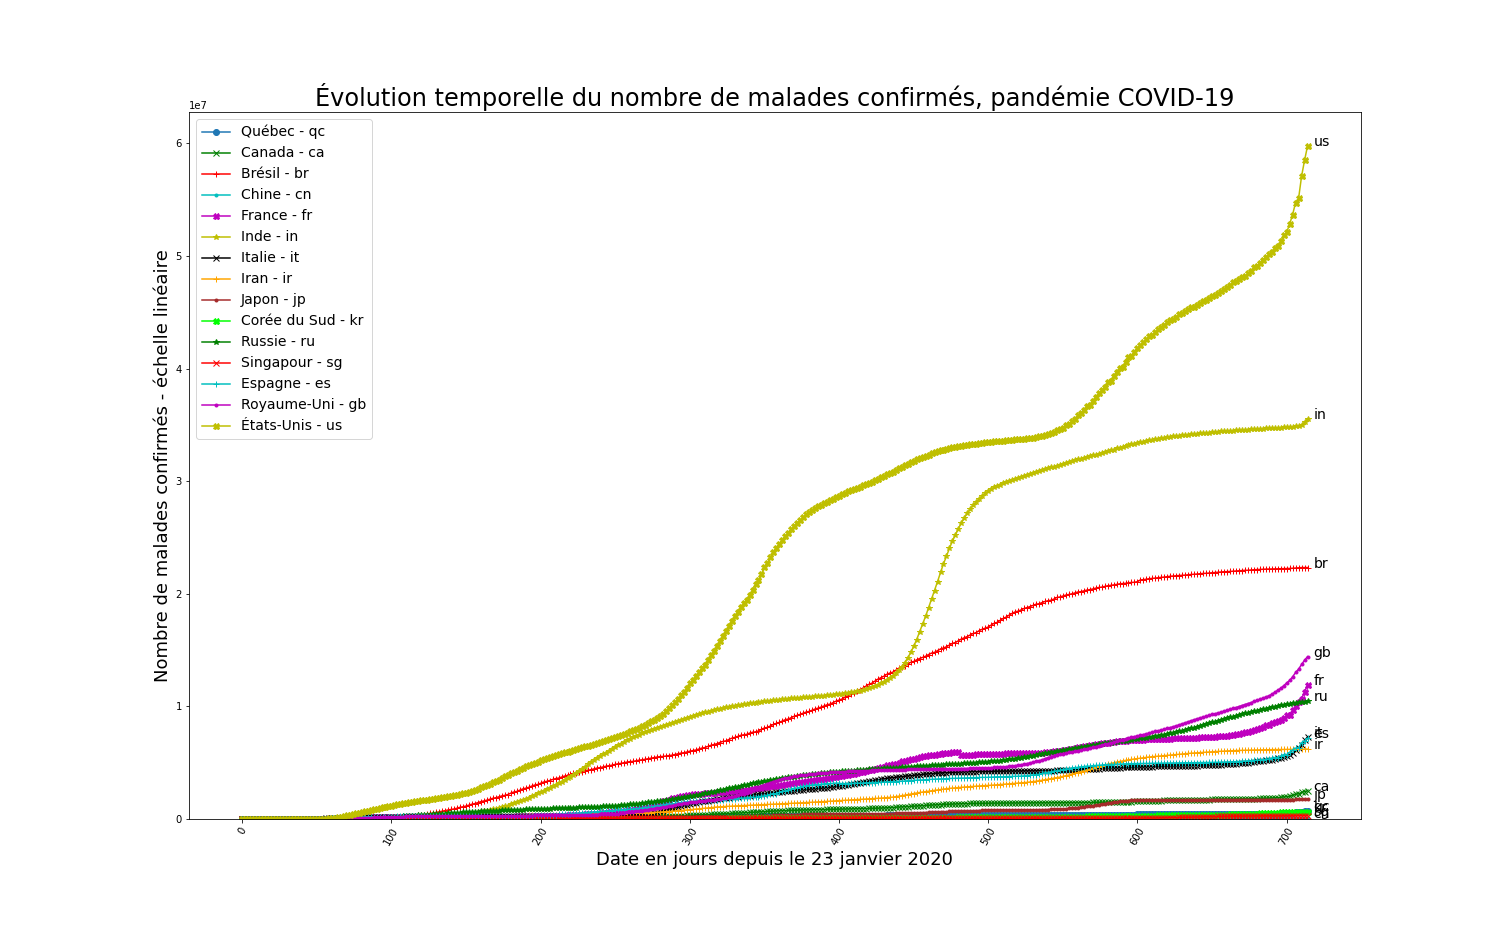 Évolution temporelle du nombre de malades confirmés, pandémie COVID-19
1e7
Québec - qc
Canada - ca
Brésil - br
Chine - cn
France - fr
Inde - in
Italie - it
Iran - ir
Japon - jp
Corée du Sud - kr
Russie - ru
Singapour - sg
Espagne - es
Royaume-Uni - gb
États-Unis - us
Nombre de malades confirmés - échelle linéaire
6
5
4
3
2
1
0
us
in
br
gb
fr
ru
es
ir
ca
jp
qc
0
100
200
300
400
500
600
700
Date en jours depuis le 23 janvier 2020